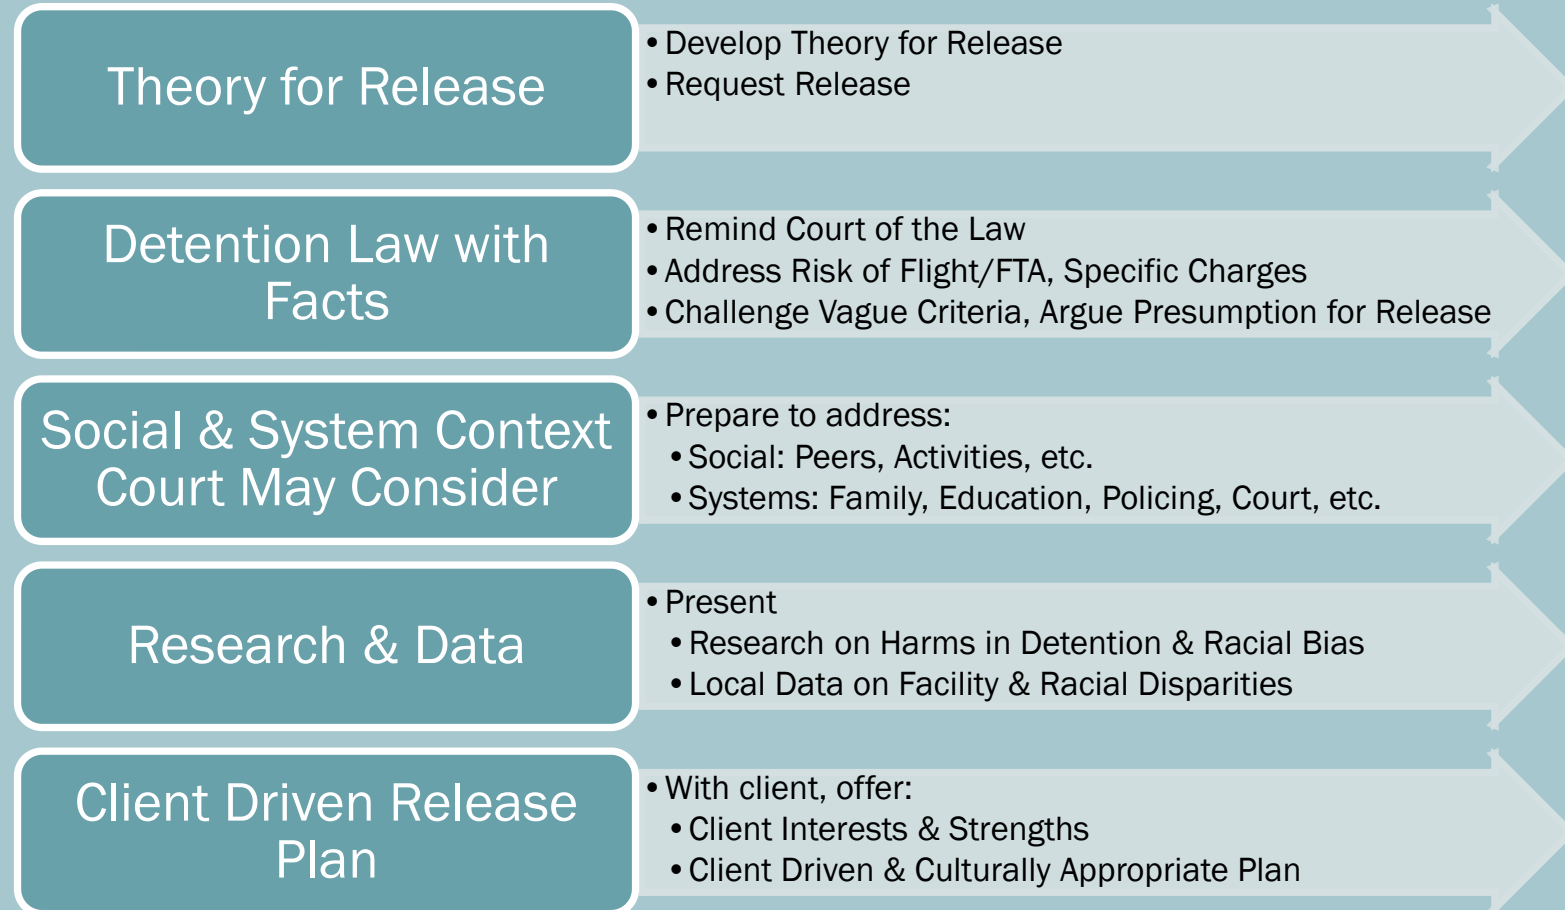 Theory for Release
• Develop Theory for Release
• Request Release
Detention Law with
Facts
• Remind Court of the Law
• Address Risk of Flight/FTA, Specific Charges
• Challenge Vague Criteria, Argue Presumption for Release
Social & System Context
Court May Consider
• Prepare to address:
• Social: Peers, Activities, etc.
• Systems: Family, Education, Policing, Court, etc.
Research & Data
• Present
• Research on Harms in Detention & Racial Bias
• Local Data on Facility & Racial Disparities
Client Driven Release
Plan
• With client, offer:
• Client Interests & Strengths
• Client Driven & Culturally Appropriate Plan